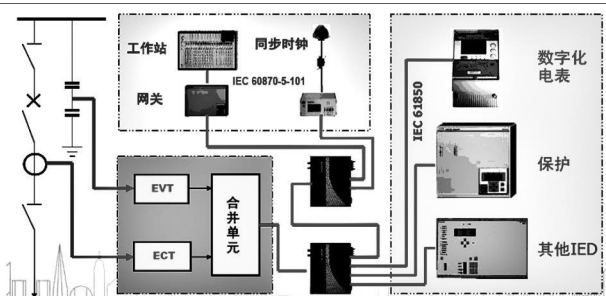 工作站
同步时钟
IEC 60870-5-101
网关
IEC 61850
数字化
电表
保护
其他IED
EVT
ECT
合并单元